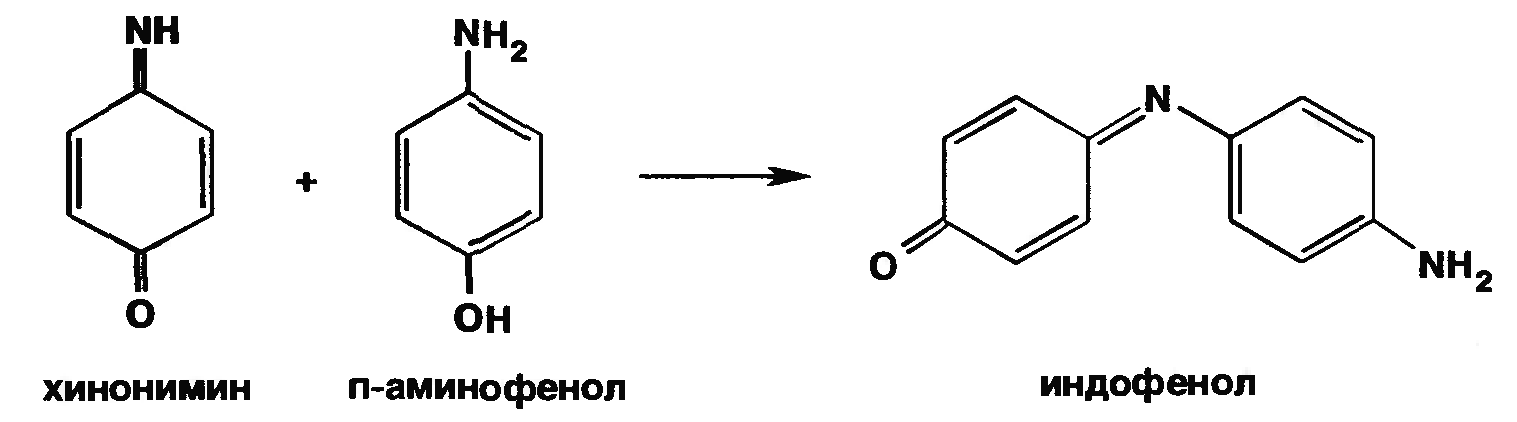 NH
NH2
N
+
O
OH
O
NH2
хинонимин
п-аминофенол
индофенол